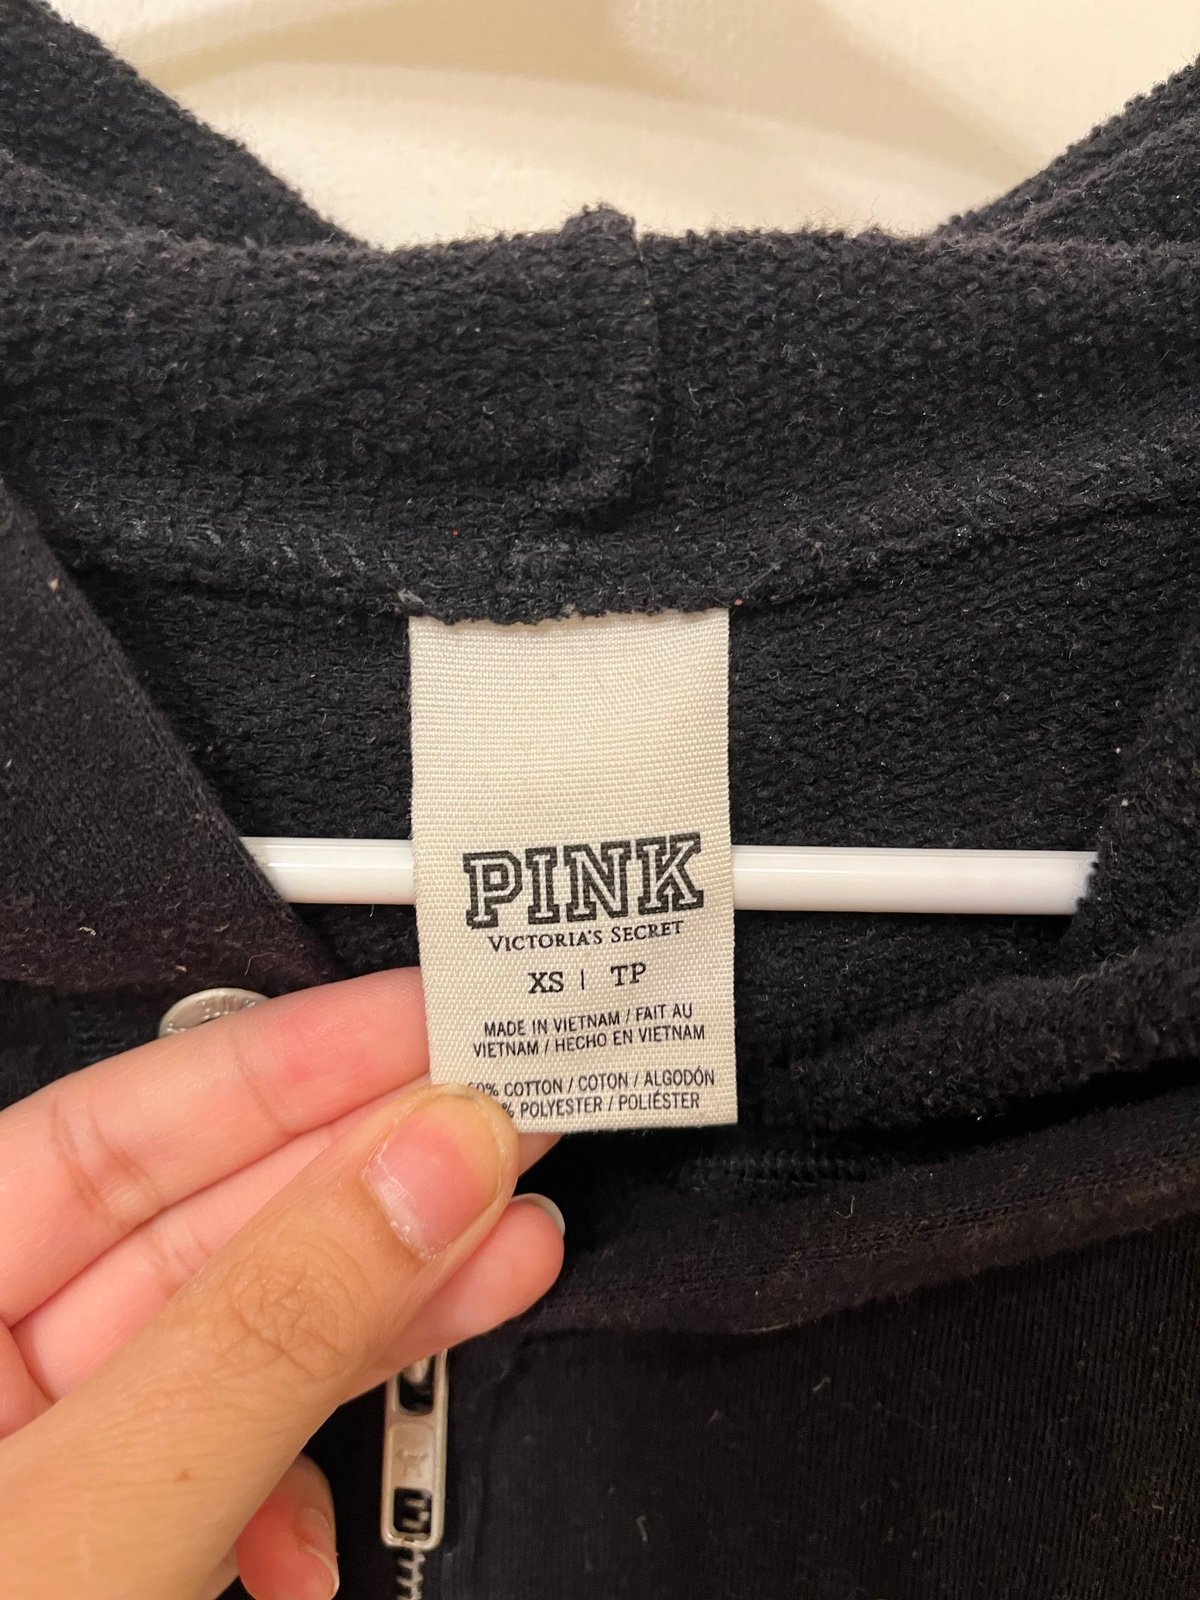 PINK
VICTORIA'S SECRET
XS | TP
MADE IN VIETNAM / FAIT AU
VIETNAM / HECHO EN VIETNAM
0% COTTON / COTON / ALGODÓN
% POLYESTER / POLIÉSTER